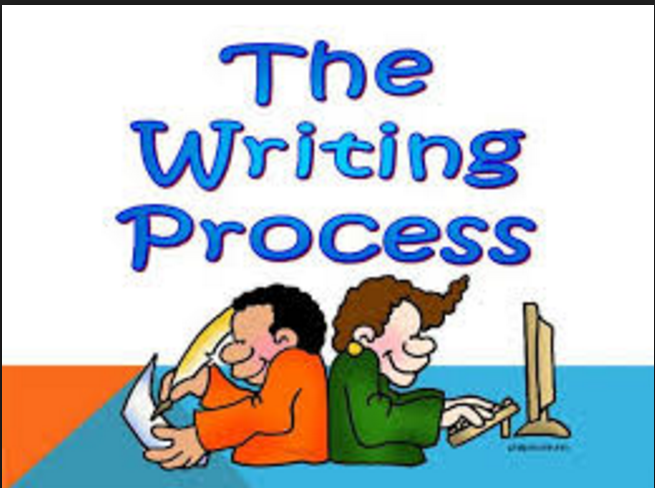 The
Writing
Process